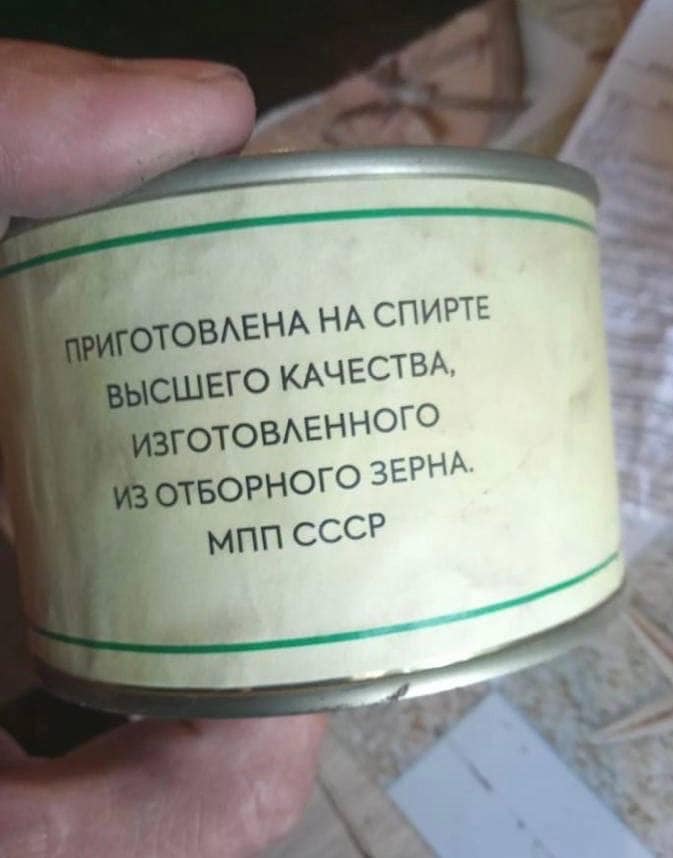 ПРИГОТОВЛЕНА НА СПИРТЕ
ВЫСШЕГО КАЧЕСТВА,
ИЗГОТОВЛЕННОГО
ИЗ ОТБОРНОГО ЗЕРНА.
МПП СССР